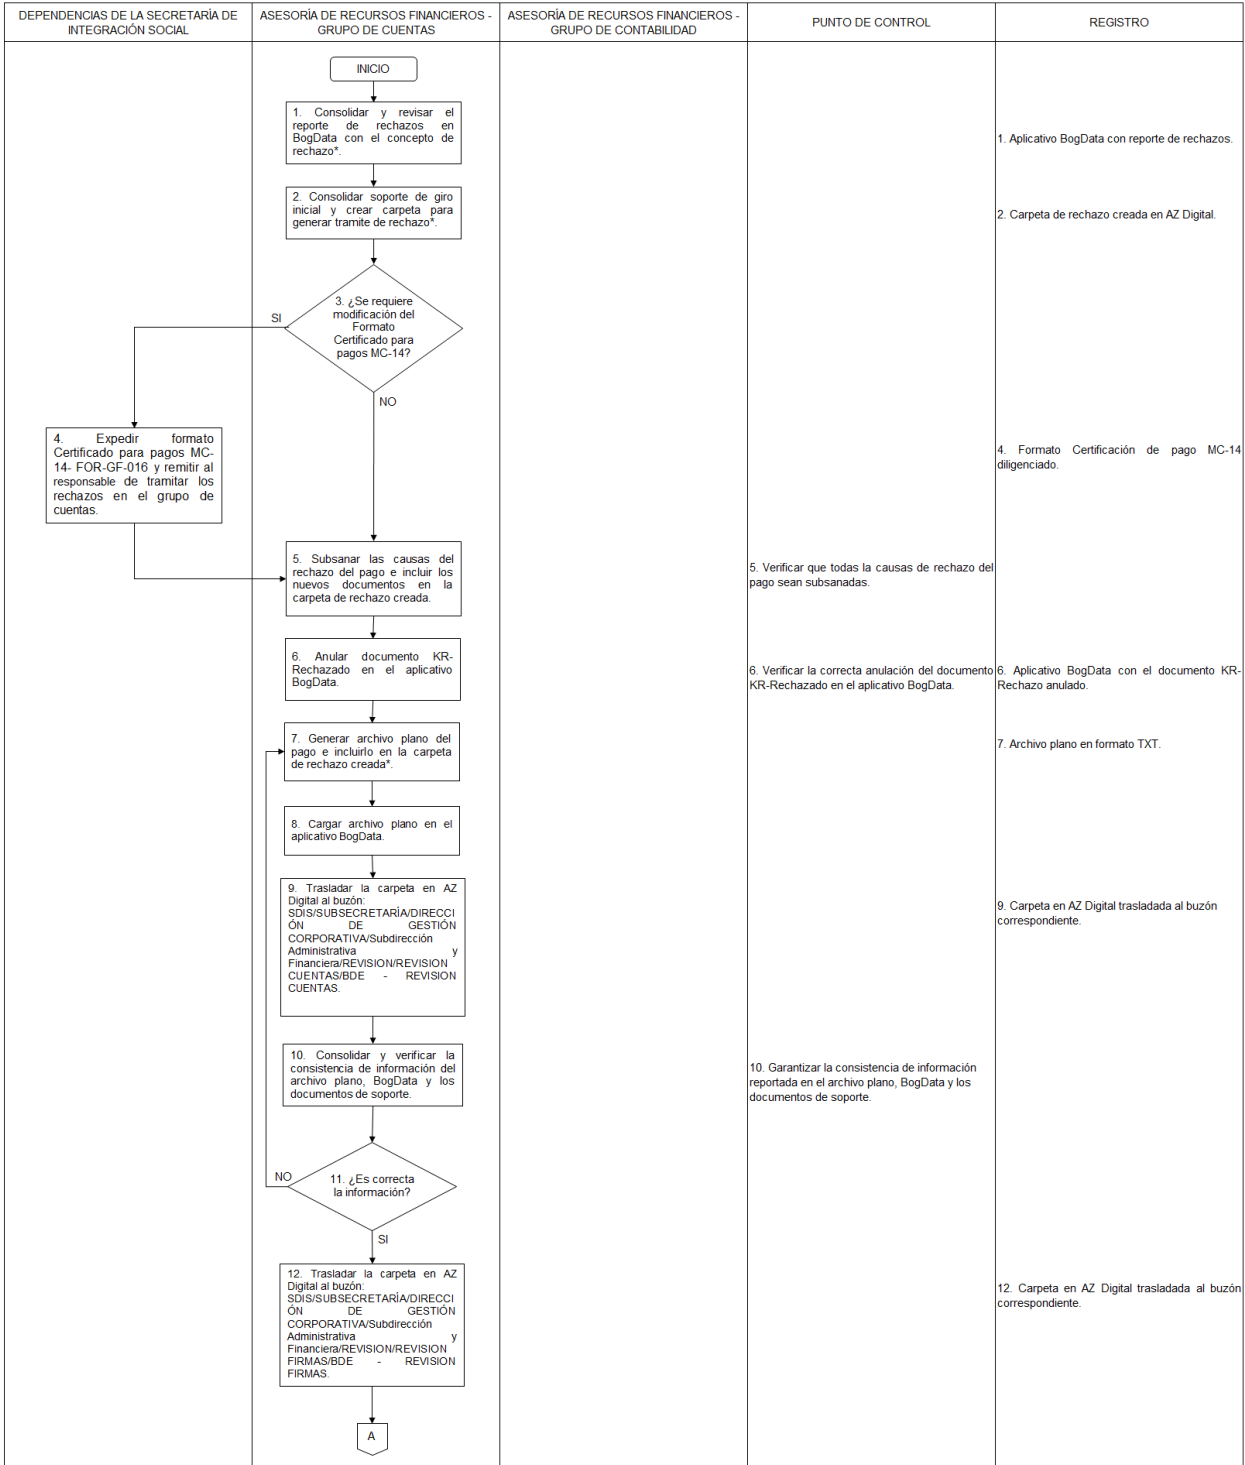 DEPENDENCIAS DE LA SECRETARÍA DE
INTEGRACIÓN SOCIAL
ASESORÍA DE RECURSOS FINANCIEROS -
GRUPO DE CUENTAS
ASESORÍA DE RECURSOS FINANCIEROS -
GRUPO DE CONTABILIDAD
PUNTO DE CONTROL
REGISTRO
INICIO
1. Consolidar y revisar el
reporte de rechazos en
BogData con el concepto de
rechazo*.
1. Aplicativo BogData con reporte de rechazos.
2. Consolidar soporte de giro
inicial y crear carpeta para
generar tramite de rechazo*.
2. Carpeta de rechazo creada en AZ Digital.
3. ¿Se requiere
modificación del
Formato
Certificado para
pagos MC-14?
SI
NO
4. Expedir formato
Certificado para pagos MC-
14- FOR-GF-016 y remitir al
responsable de tramitar los
rechazos en el grupo de
cuentas.
4. Formato Certificación de pago MC-14
diligenciado.
5. Subsanar las causas del
rechazo del pago e incluir los
nuevos documentos en la
carpeta de rechazo creada.
5. Verificar que todas la causas de rechazo del
pago sean subsanadas.
6. Anular documento KR-
Rechazado en el aplicativo
BogData.
6. Verificar la correcta anulación del documento
KR-Rechazado en el aplicativo BogData.
6. Aplicativo BogData con el documento KR-
Rechazo anulado.
7. Generar archivo plano del
pago e incluirlo en la carpeta
de rechazo creada*.
7. Archivo plano en formato TXT.
8. Cargar archivo plano en el
aplicativo BogData.
9. Trasladar la carpeta en AZ
Digital al buzón:
SDIS/SUBSECRETARÍA/DIRECCI
ÓN DE GESTIÓN
CORPORATIVA/Subdirección
Administrativa y
Financiera/REVISION/REVISION
CUENTAS/BDE - REVISION
CUENTAS.
9. Carpeta en AZ Digital trasladada al buzón
correspondiente.
10. Consolidar y verificar la
consistencia de información del
archivo plano, BogData y los
documentos de soporte.
10. Garantizar la consistencia de información
reportada en el archivo plano, BogData y los
documentos de soporte.
11. ¿Es correcta
la información?
NO
SI
12. Trasladar la carpeta en AZ
Digital al buzón:
SDIS/SUBSECRETARÍA/DIRECCI
ÓN DE GESTIÓN
CORPORATIVA/Subdirección
Administrativa y
Financiera/REVISION/REVISION
FIRMAS/BDE - REVISION
FIRMAS.
12. Carpeta en AZ Digital trasladada al buzón
correspondiente.
A